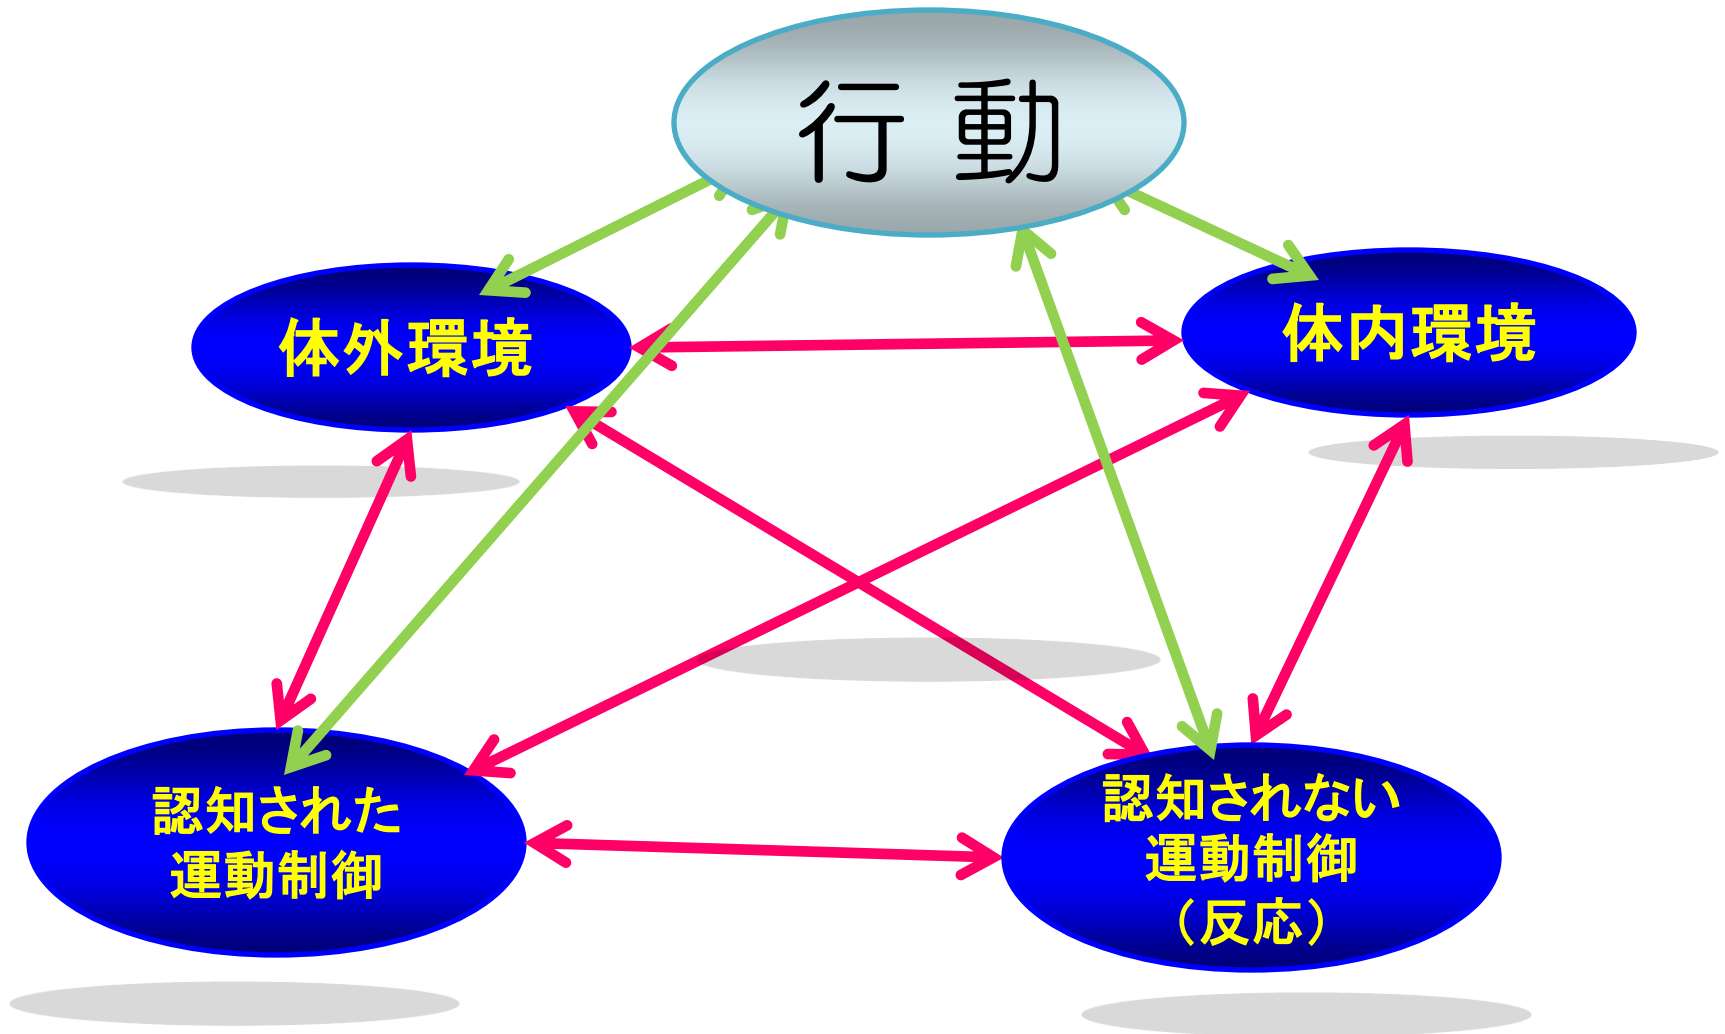 行 動
体外環境
体内環境
認知された
運動制御
認知されない
運動制御
（反応）